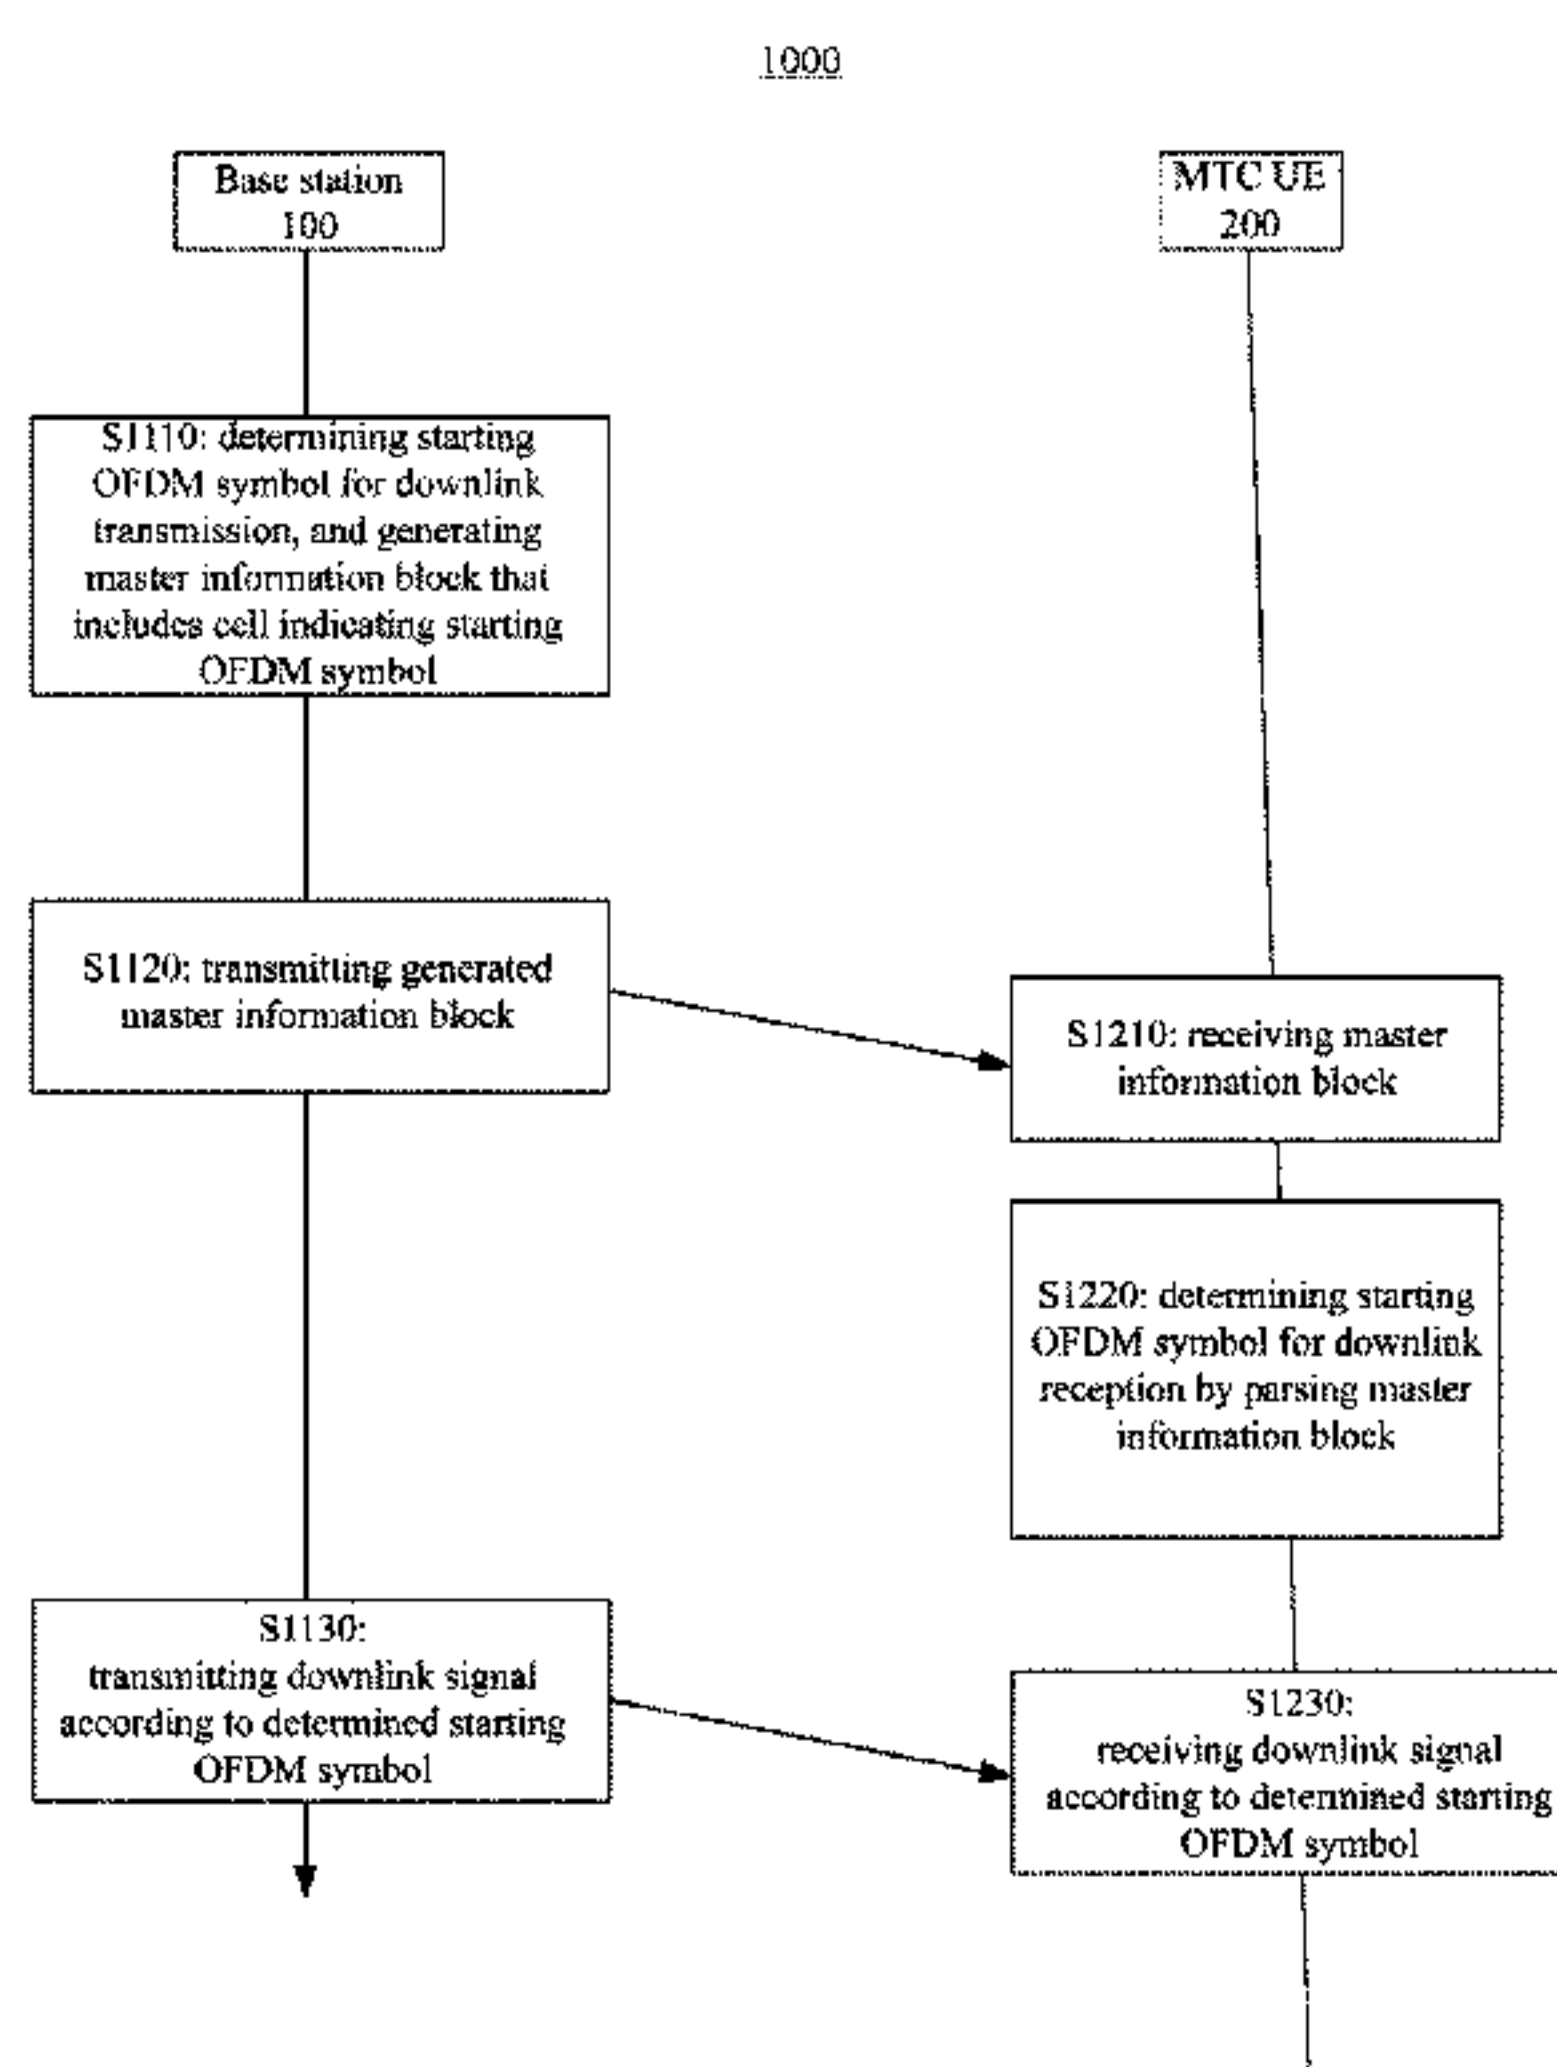 1000
Base station
100
MTC UE
200
S1110: determining starting
OFDM symbol for downlink
transmission, and generating
master information block that
includes cell indicating starting
OFDM symbol
S1120: transmitting generated
master information block
S1210: receiving master
information block
S1220: determining starting
OFDM symbol for downlink
reception by parsing master
information block
S1130:
transmitting downlink signal
according to determined starting
OFDM symbol
S1230:
receiving downlink signal
according to determined starting
OFDM symbol